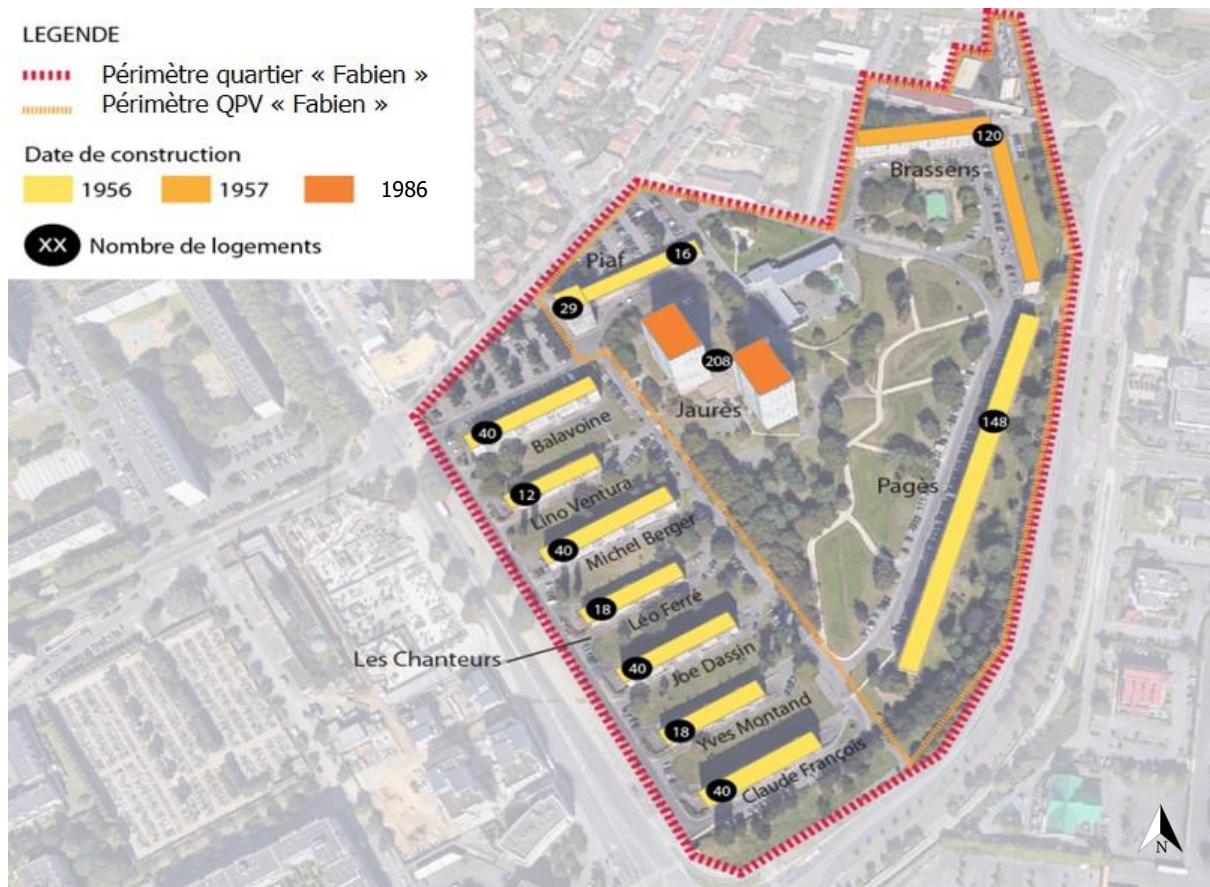 LEGENDE
Périmètre quartier « Fabien »
Périmètre QPV « Fabien »
Date de construction
1956 1957 1986
XX Nombre de logements
120
Brassens
Piaf
16
29
208
Jaurès
148
Pagès
40
Balavoine
12
Lino Ventura
40
Michel Berger
18
Léo Ferré
Les Chanteurs
40
Joe Dassin
18
Yves Montand
40
Claude François
N